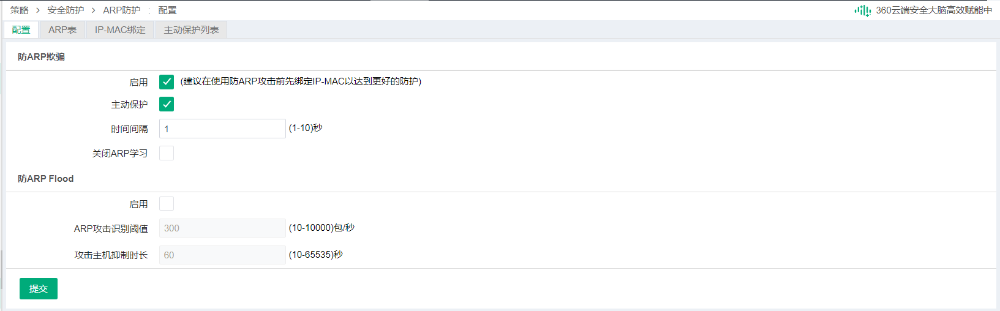 策略 > 安全防护 > ARP防护 : 配置
360云端安全大脑高效赋能中
配置 ARP表 IP-MAC绑定 主动保护列表
防ARP欺骗
启用 (建议在使用防ARP攻击前先绑定IP-MAC以达到更好的防护)
主动保护
时间间隔 1 (1-10)秒
关闭ARP学习
防ARP Flood
启用
ARP攻击识别阈值 300 (10-10000)包/秒
攻击主机抑制时长 60 (10-65535)秒
提交